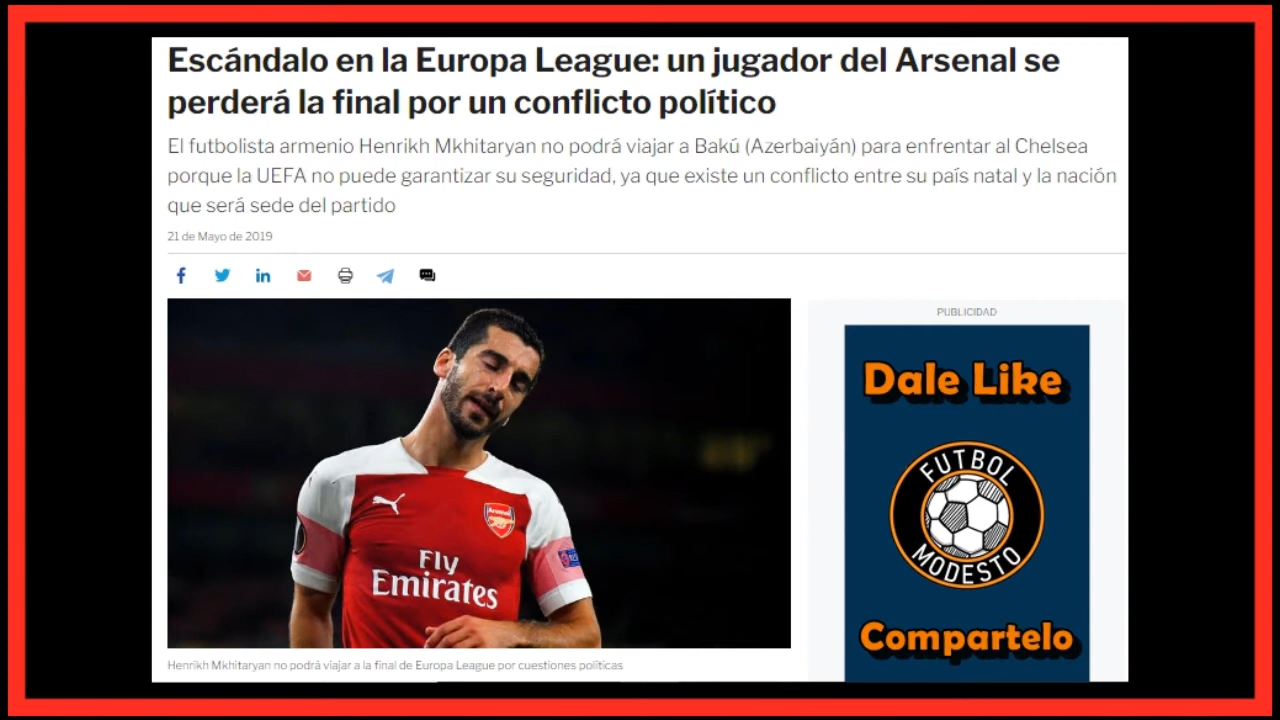 Escándalo en la Europa League: un jugador del Arsenal se
perderá la final por un conflicto político
El futbolista armenio Henrikh Mkhitaryan no podrá viajar a Bakú (Azerbaiyán) para enfrentar al Chelsea
porque la UEFA no puede garantizar su seguridad, ya que existe un conflicto entre su país natal y la nación
que será sede del partido
21 de Mayo de 2019
Arsenal
Fly
Emirates
Henrikh Mkhitaryan no podrá viajar a la final de Europa League por cuestiones políticas
PUBLICIDAD
Dale Like
FUTBOL
MODESTO
Compartelo